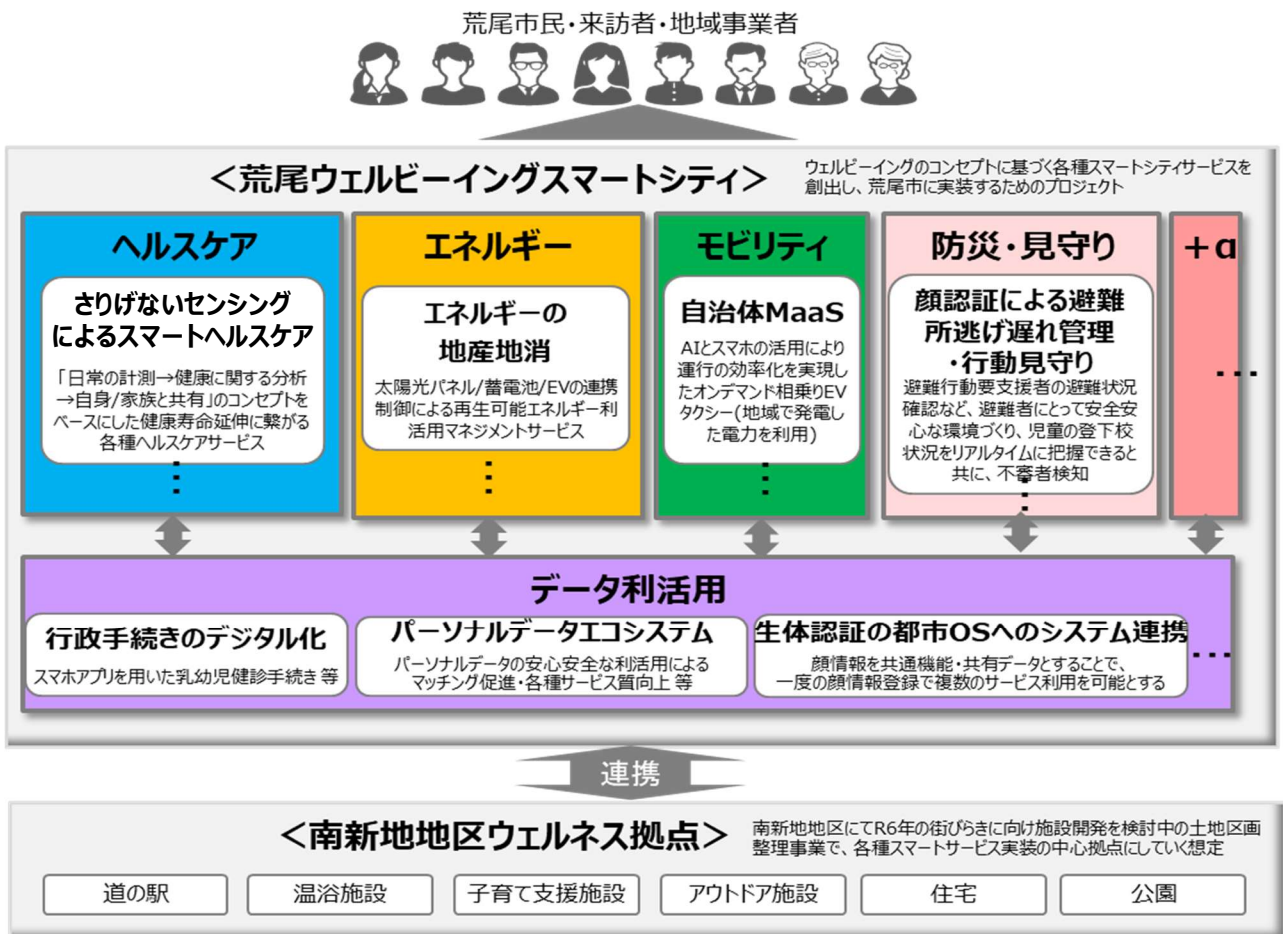 荒尾市民・来訪者・地域事業者
＜荒尾ウェルビーイングスマートシティ＞
ウェルビーイングのコンセプトに基づく各種スマートシティサービスを
創出し、荒尾市に実装するためのプロジェクト
ヘルスケア
さりげないセンシング
によるスマートヘルスケア
「日常の計測→健康に関する分析
→自身/家族と共有」のコンセプトを
ベースにした健康寿命延伸に繋がる
各種ヘルスケアサービス
⋮
エネルギー
エネルギーの
地産地消
太陽光パネル/蓄電池/EVの連携
制御による再生可能エネルギー利
活用マネジメントサービス
⋮
モビリティ
自治体MaaS
AIとスマホの活用により
運行の効率化を実現し
たオンデマンド相乗りEV
タクシー(地域で発電し
た電力を利用)
⋮
防災・見守り
顔認証による避難
所逃げ遅れ管理
・行動見守り
避難行動要支援者の避難状況
確認など、避難者にとって安全安
心な環境づくり、児童の登下校
状況をリアルタイムに把握できると
共に、不審者検知
⋮
＋α
…
データ利活用
行政手続きのデジタル化
スマホアプリを用いた乳幼児健診手続き 等
パーソナルデータエコシステム
パーソナルデータの安心安全な利活用による
マッチング促進・各種サービス質向上 等
生体認証の都市OSへのシステム連携
顔情報を共通機能・共有データとすることで、
一度の顔情報登録で複数のサービス利用を可能とする
…
連携
＜南新地地区ウェルネス拠点＞
南新地地区にてR6年の街びらきに向け施設開発を検討中の土地区画
整理事業で、各種スマートサービス実装の中心拠点にしていく想定
道の駅
温浴施設
子育て支援施設
アウトドア施設
住宅
公園